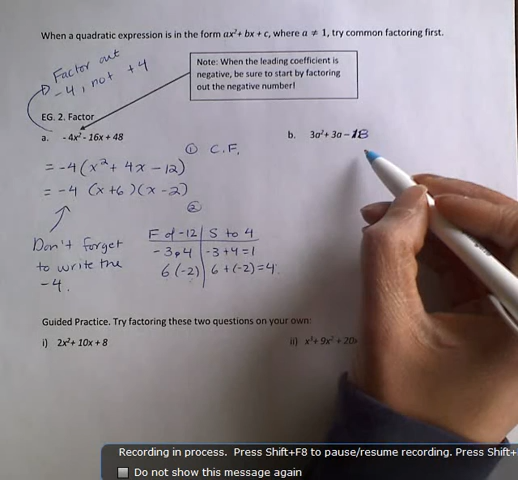 When a quadratic expression is in the form ax²+ bx + c, where a ≠ 1, try common factoring first.
Factor out
-4, not +4
Note: When the leading coefficient is
negative, be sure to start by factoring
out the negative number!
EG. 2. Factor
a. - 4x² - 16x + 48
b. 3a²+ 3a – 18
① C.F.
= -4(x² + 4x - 12)
= -4 (x+6)(x-2)
②
Don't forget
to write the
-4.
F of -12 | S to 4
-3, 4 | -3+4=1
6(-2) | 6+(-2)=4
Guided Practice. Try factoring these two questions on your own:
i) 2x²+ 10x + 8
ii) x³+ 9x² + 20x
Recording in process. Press Shift+F8 to pause/resume recording. Press Shift+
Do not show this message again